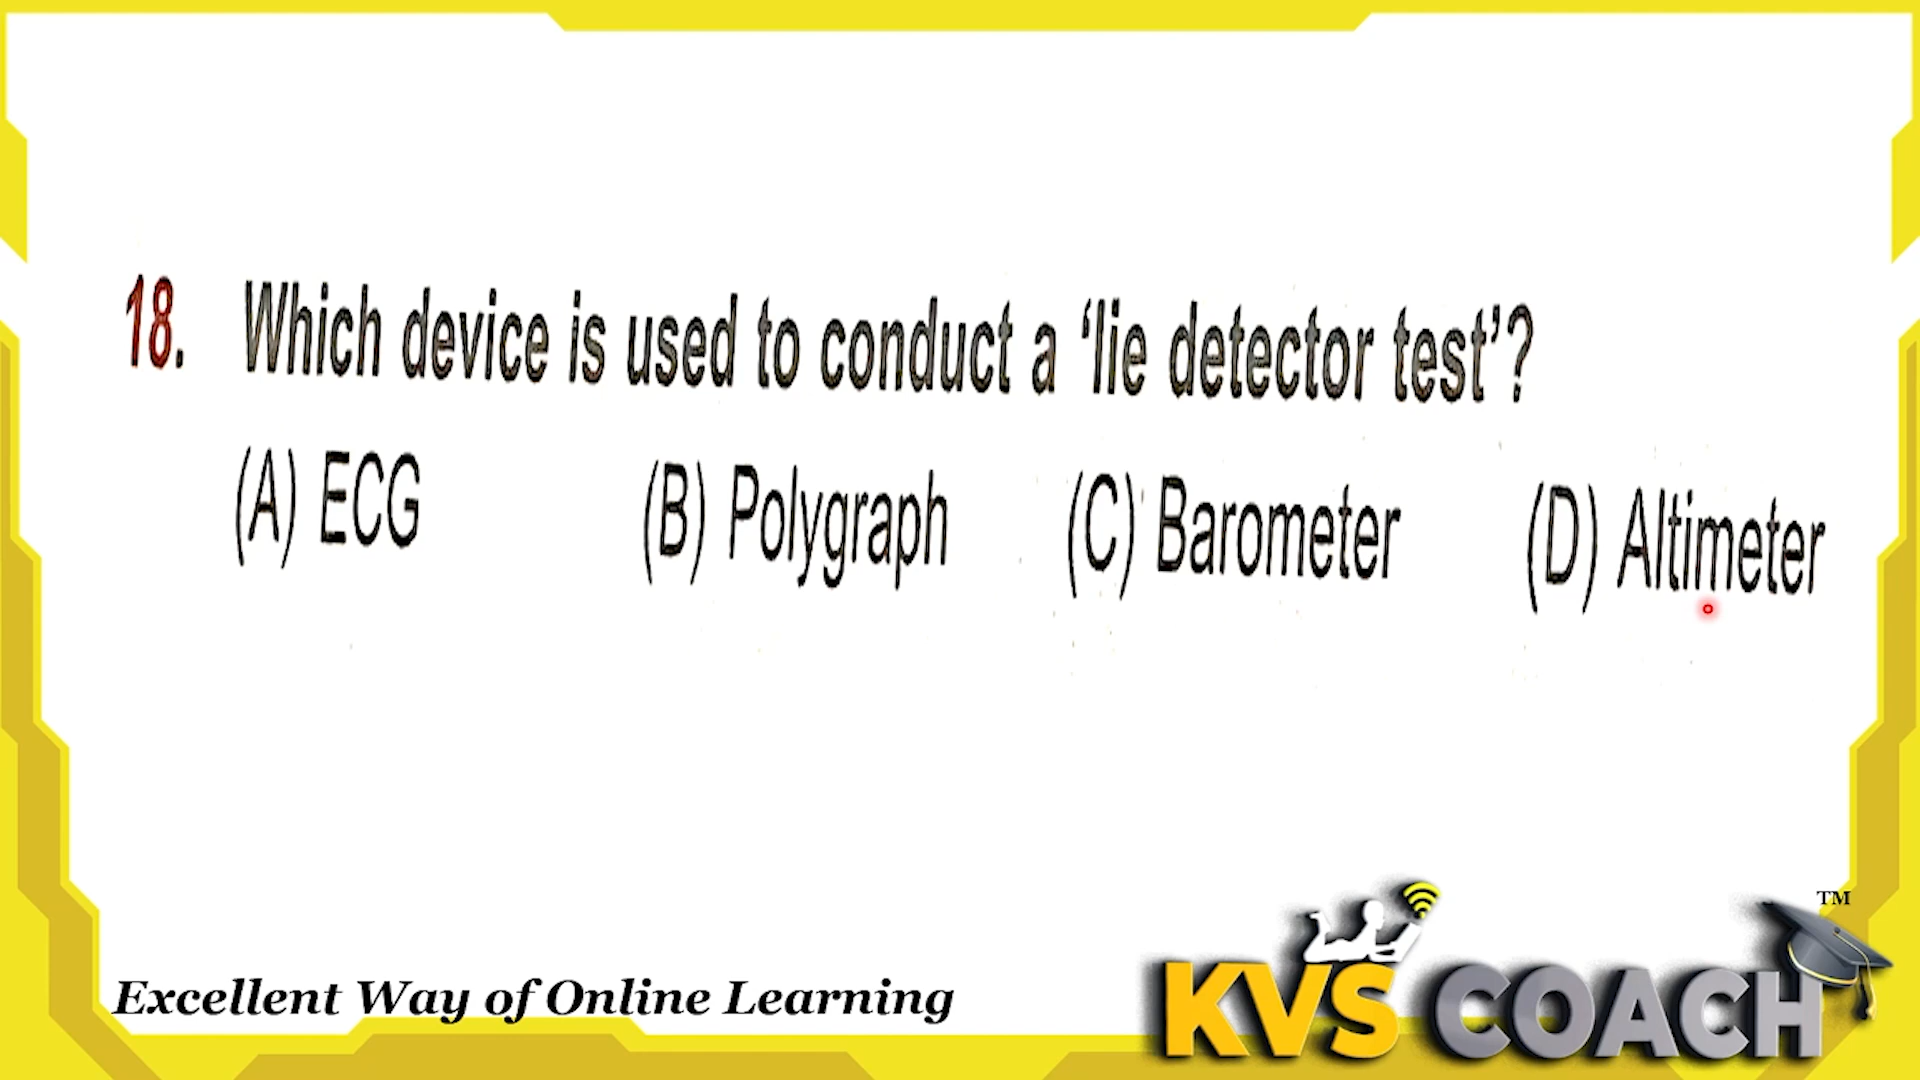 18. Which device is used to conduct a ‘lie detector test’?
(A) ECG (B) Polygraph (C) Barometer (D) Altimeter
Excellent Way of Online Learning
KVS COACH ™